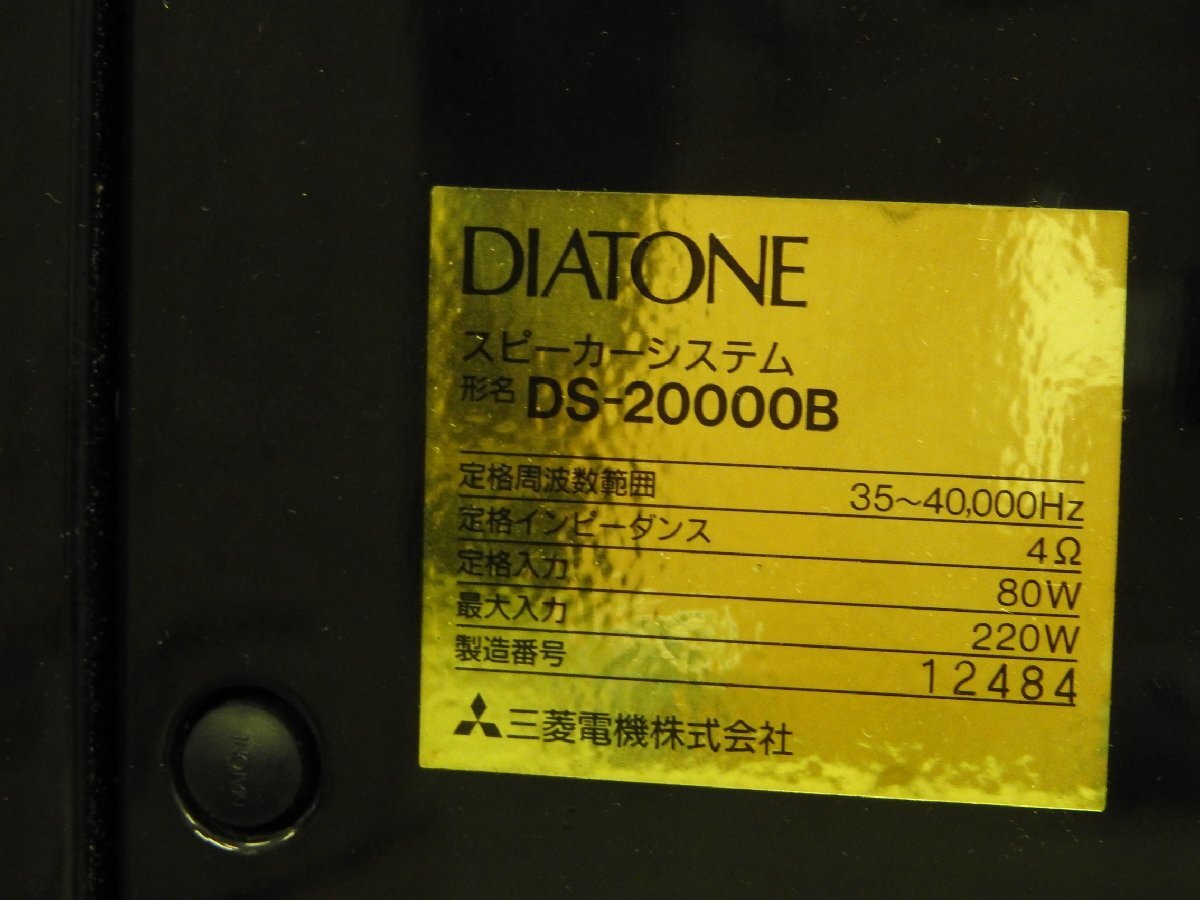 DIATONE
スピーカーシステム
形名 DS-20000B
定格周波数範囲 35~40,000Hz
定格インピーダンス 4Ω
定格入力 80W
最大入力 220W
製造番号 12484
三菱電機株式会社
DIATONE